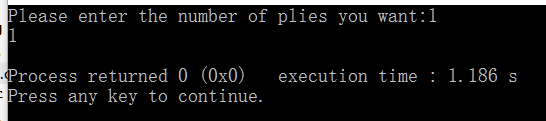 Please enter the number of plies you want:1
1
Process returned 0 (0x0)   execution time : 1.186 s
Press any key to continue.